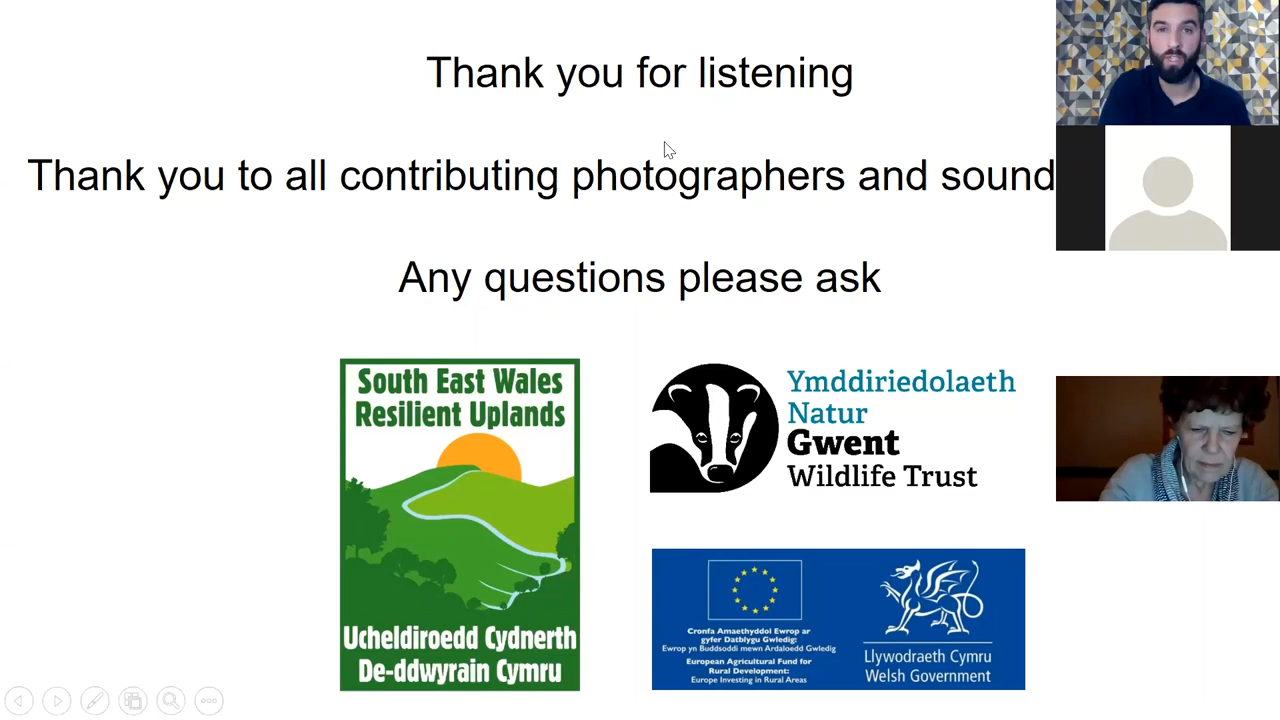 Thank you for listening
Thank you to all contributing photographers and sound
Any questions please ask
South East Wales
Resilient Uplands
Ucheldiroedd Cydnerth
De-ddwyrain Cymru
Ymddiriedolaeth
Natur
Gwent
Wildlife Trust
Cronfa Amaethyddol Ewrop ar
gyfer Datblygu Gwledig:
Ewrop yn Buddsoddi mewn Ardaloedd Gwledig
European Agricultural Fund for
Rural Development:
Europe Investing in Rural Areas
Llywodraeth Cymru
Welsh Government